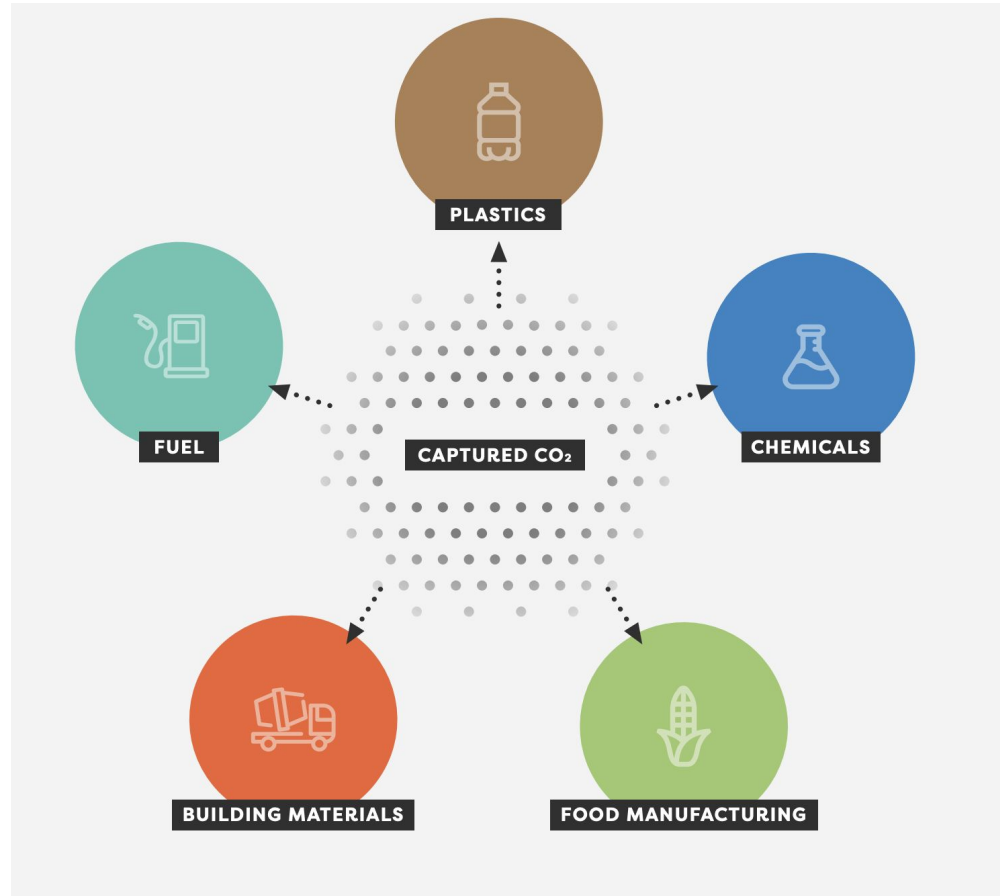 PLASTICS
FUEL
CHEMICALS
CAPTURED CO₂
BUILDING MATERIALS
FOOD MANUFACTURING